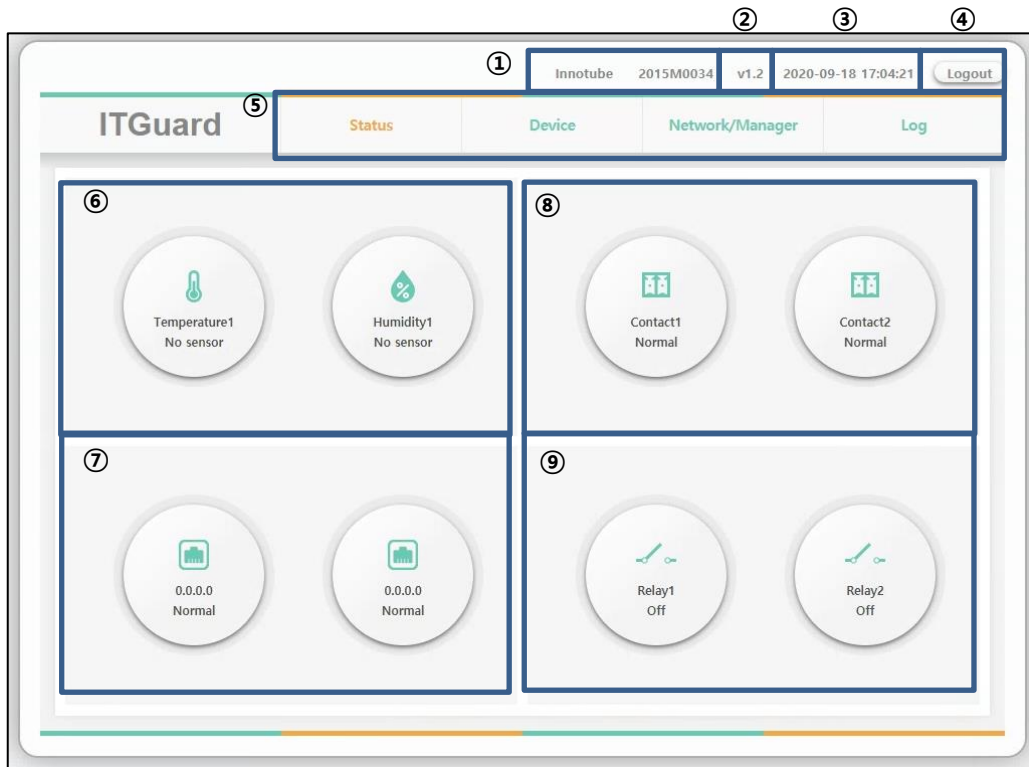 ② ③ ④
① Innotube 2015M0034 v1.2 2020-09-18 17:04:21 Logout
⑤
ITGuard Status Device Network/Manager Log
⑥ ⑧
Temperature1 Humidity1 Contact1 Contact2
No sensor No sensor Normal Normal
⑦ ⑨
0.0.0.0 0.0.0.0 Relay1 Relay2
Normal Normal Off Off